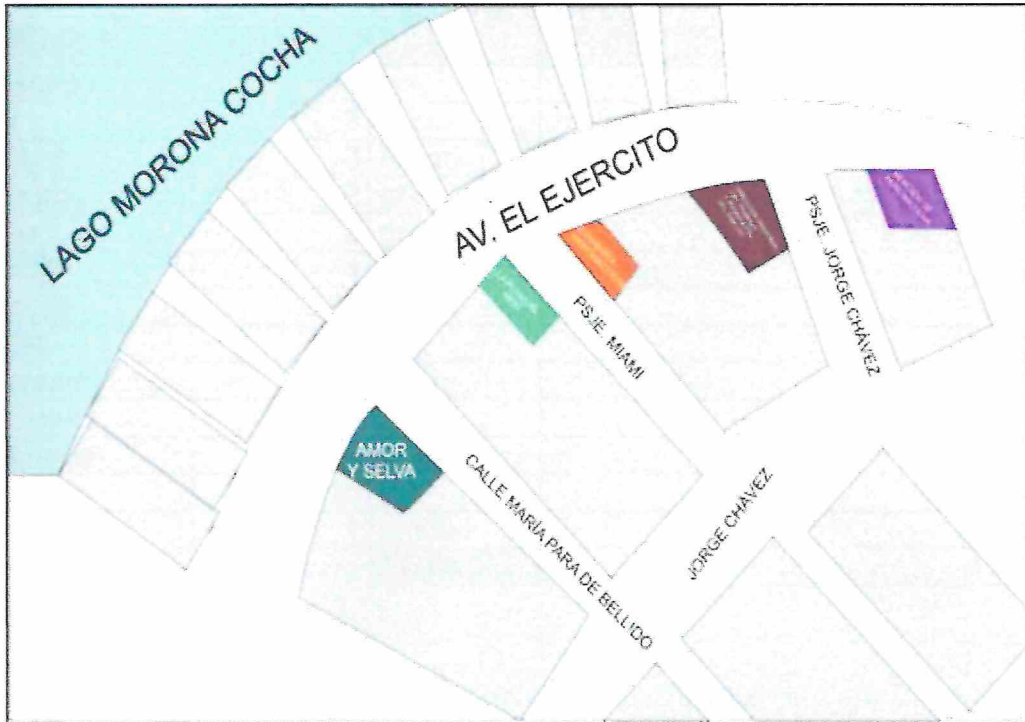 LAGO MORONA COCHA
AV. EL EJERCITO
PSJE. JORGE CHÁVEZ
PSJE. MIAMI
AMOR
Y SELVA
CALLE MARÍA PARA DE BELLIDO
JORGE CHAVEZ